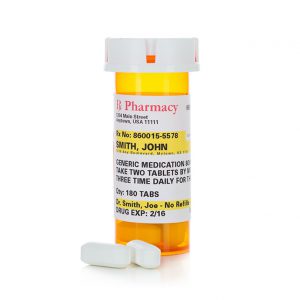 ℞ Pharmacy
1234 Main Street
Anytown, USA 11111
Rx No: 860015-5578
SMITH, JOHN
GENERIC MEDICATION
TAKE TWO TABLETS BY M
THREE TIME DAILY FOR
Qty: 180 TABS
Dr. Smith, Joe - No Refills
DRUG EXP: 2/16